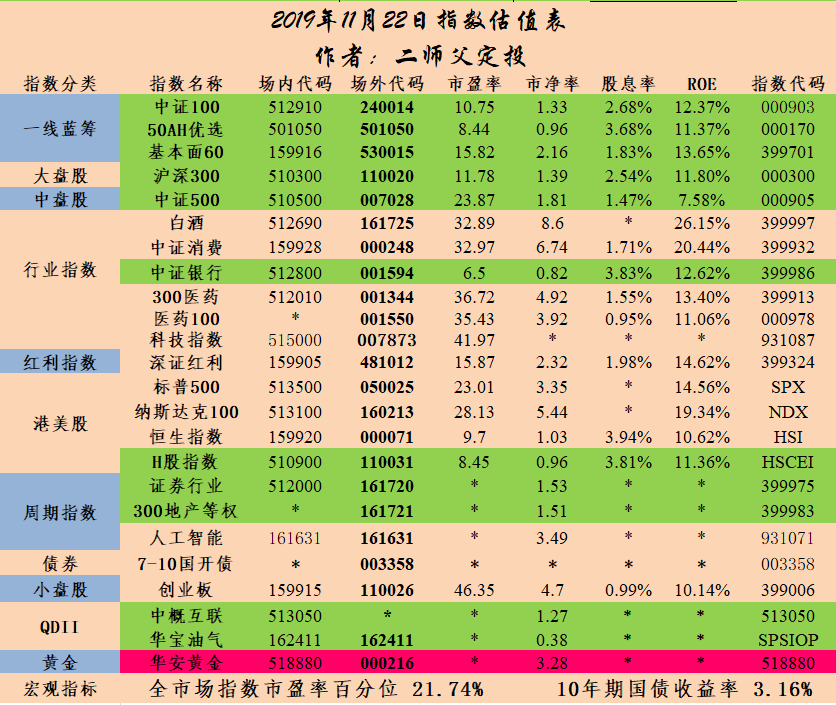 2019年11月22日指数估值表
作者：二师父定投
指数分类 指数名称 场内代码 场外代码 市盈率 市净率 股息率 ROE 指数代码
一线蓝筹 中证100 512910 240014 10.75 1.33 2.68% 12.37% 000903
50AH优选 501050 501050 8.44 0.96 3.68% 11.37% 000170
基本面60 159916 530015 15.82 2.16 1.83% 13.65% 399701
大盘股 沪深300 510300 110020 11.78 1.39 2.54% 11.80% 000300
中盘股 中证500 510500 007028 23.87 1.81 1.47% 7.58% 000905
行业指数 白酒 512690 161725 32.89 8.6 * 26.15% 399997
中证消费 159928 000248 32.97 6.74 1.71% 20.44% 399932
中证银行 512800 001594 6.5 0.82 3.83% 12.62% 399986
300医药 512010 001344 36.72 4.92 1.55% 13.40% 399913
医药100 * 001550 35.43 3.92 0.95% 11.06% 000978
科技指数 515000 007873 41.97 * * * 931087
红利指数 深证红利 159905 481012 15.87 2.32 1.98% 14.62% 399324
港美股 标普500 513500 050025 23.01 3.35 * 14.56% SPX
纳斯达克100 513100 160213 28.13 5.44 * 19.34% NDX
恒生指数 159920 000071 9.7 1.03 3.94% 10.62% HSI
H股指数 510900 110031 8.45 0.96 3.81% 11.36% HSCEI
周期指数 证券行业 512000 161720 * 1.53 * * 399975
300地产等权 * 161721 * 1.51 * * 399983
人工智能 161631 161631 * 3.49 * * 931071
债券 7-10国开债 * 003358 * * * * 003358
小盘股 创业板 159915 110026 46.35 4.7 0.99% 10.14% 399006
QDII 中概互联 513050 * * 1.27 * * 513050
华宝油气 162411 162411 * 0.38 * * SPSIOP
黄金 华安黄金 518880 000216 * 3.28 * * 518880
宏观指标 全市场指数市盈率百分位 21.74% 10年期国债收益率 3.16%